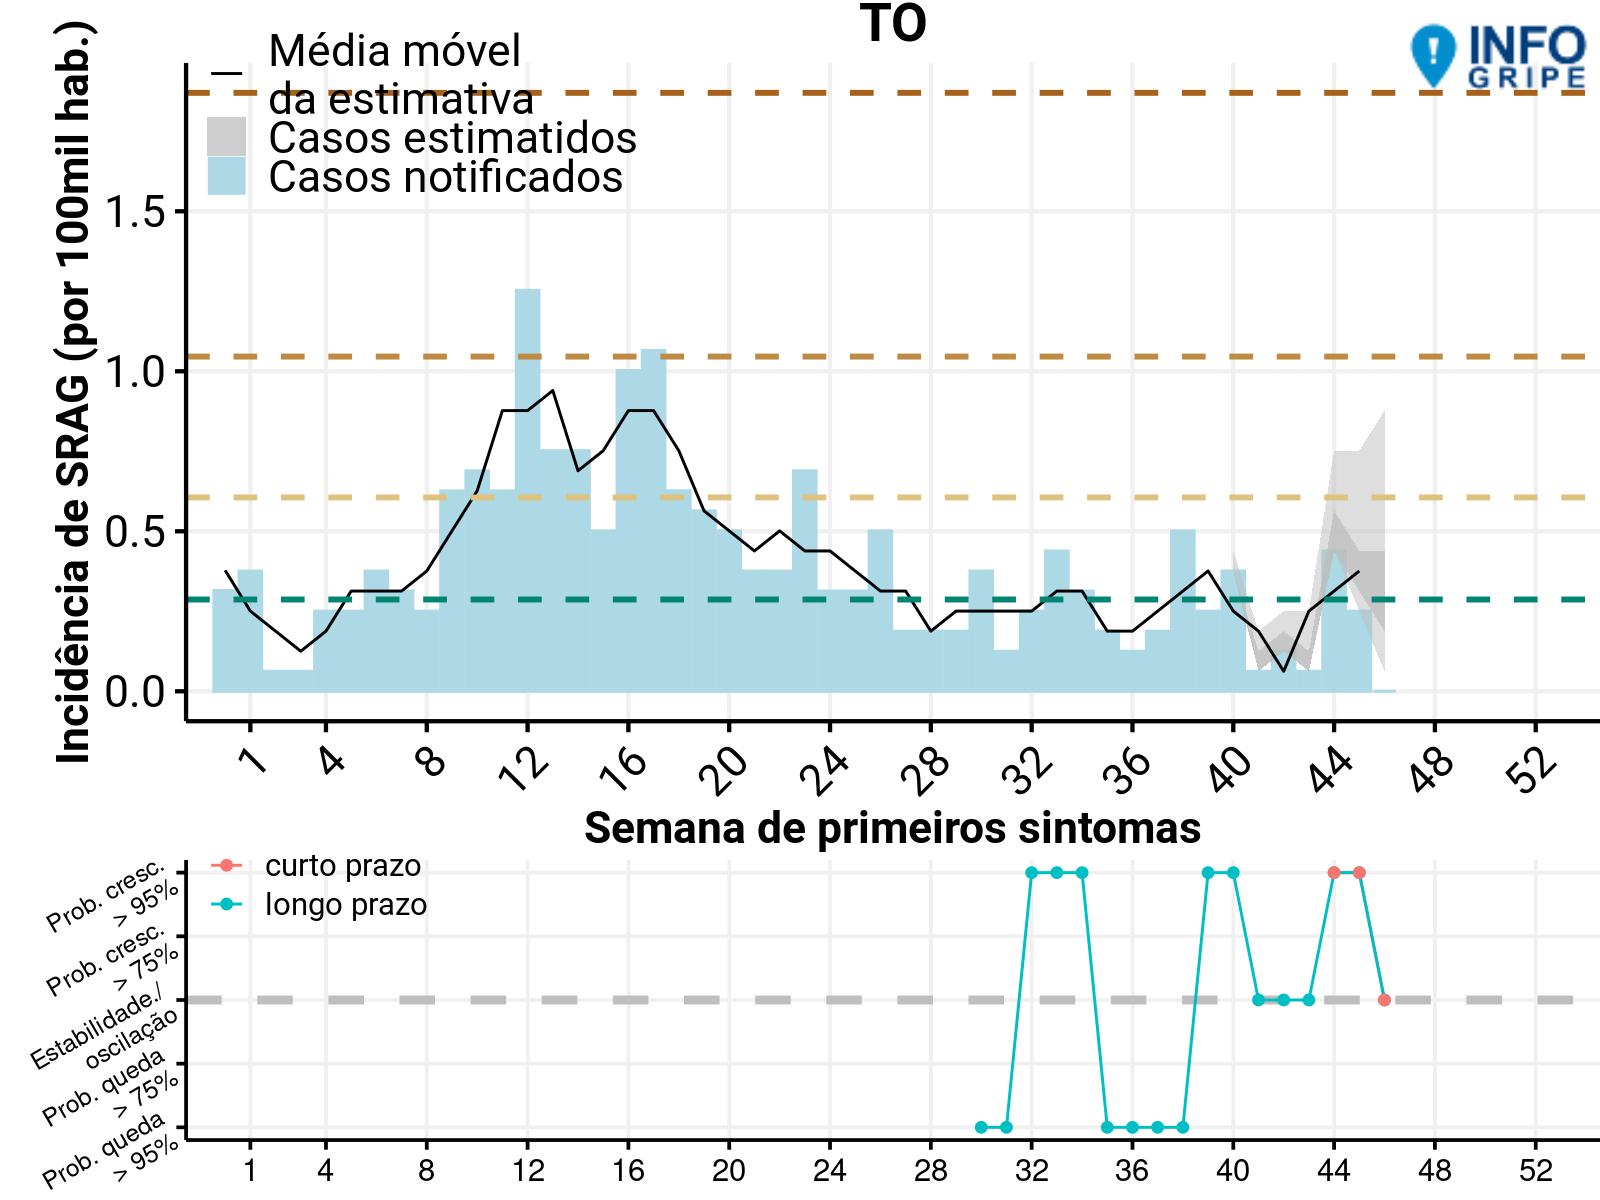 TO
INFO
GRIPE
Média móvel
da estimativa
Casos estimatidos
Casos notificados
Incidência de SRAG (por 100mil hab.)
1.5
1.0
0.5
0.0
1 4 8 12 16 20 24 28 32 36 40 44 48 52
Semana de primeiros sintomas
curto prazo
longo prazo
Prob. cresc.
> 95%
Prob. cresc.
> 75%
Estabilidade./
oscilação
Prob. queda
> 75%
Prob. queda
> 95%
1 4 8 12 16 20 24 28 32 36 40 44 48 52